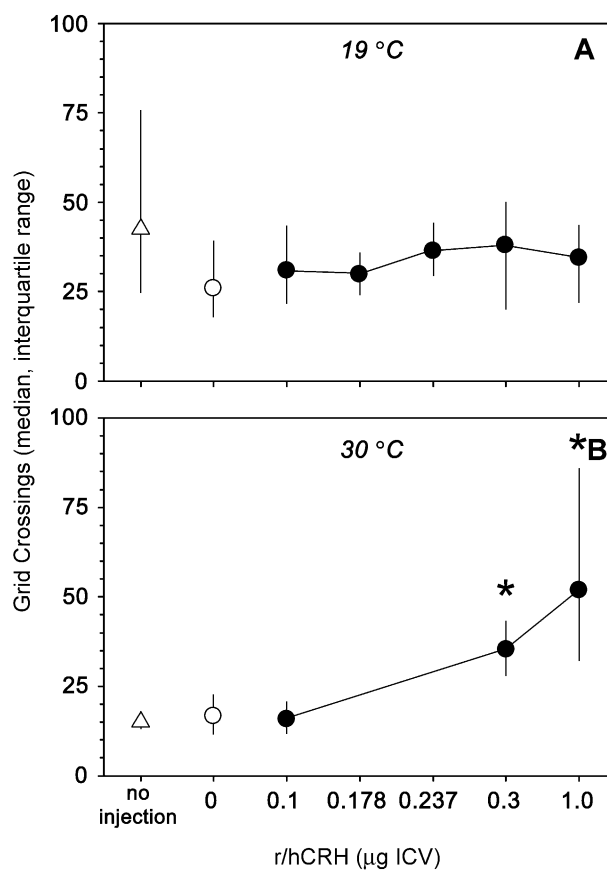 Grid Crossings (median, interquartile range)
100
75
50
25
0
19 °C
A
100
75
50
25
0
30 °C
*
*
B
no
injection
0
0.1
0.178
0.237
0.3
1.0
r/hCRH (μg ICV)